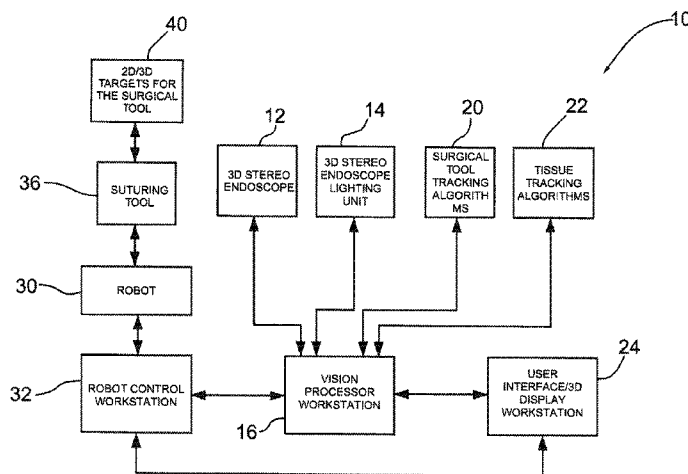 40
10
2D/3D
TARGETS FOR
THE SURGICAL
TOOL
12
14
20
22
3D STEREO
ENDOSCOPE
3D STEREO
ENDOSCOPE
LIGHTING
UNIT
SURGICAL
TOOL
TRACKING
ALGORITH
MS
TISSUE
TRACKING
ALGORITHMS
36
SUTURING
TOOL
30
ROBOT
32
ROBOT CONTROL
WORKSTATION
VISION
PROCESSOR
WORKSTATION
16
USER
INTERFACE/3D
DISPLAY
WORKSTATION
24